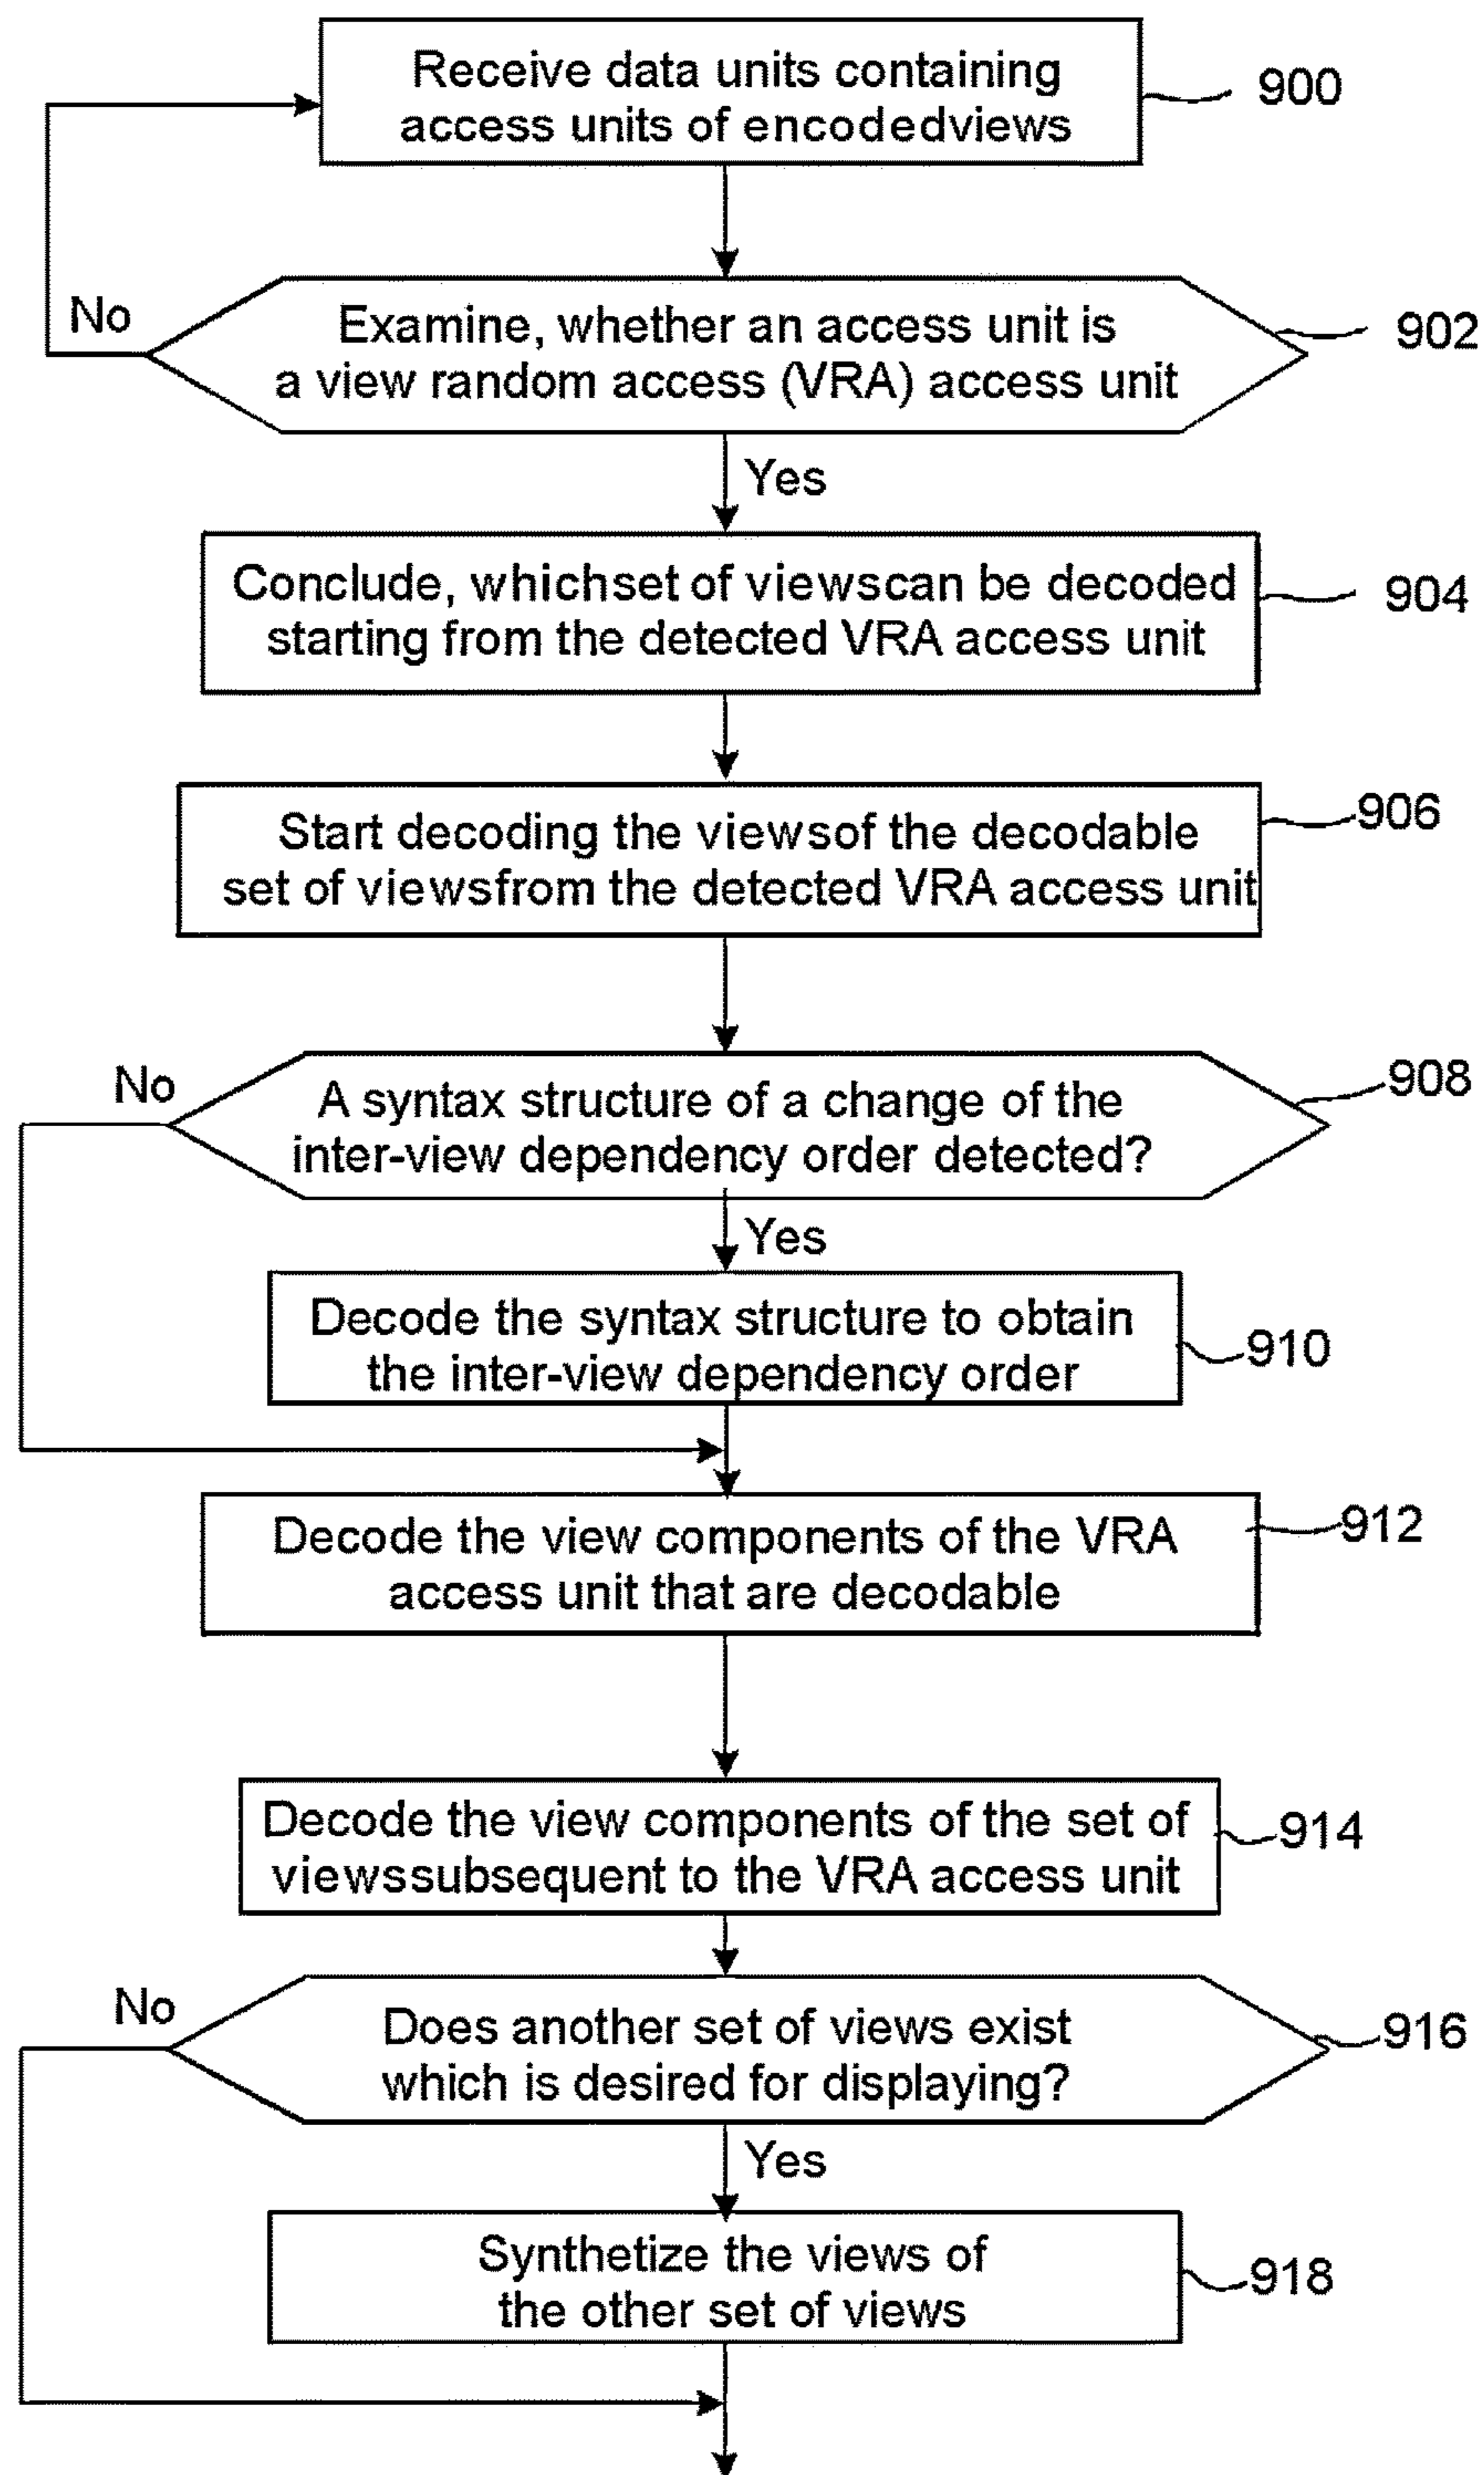 Receive data units containing
access units of encodedviews
900
No
Examine, whether an access unit is
a view random access (VRA) access unit
902
Yes
Conclude, whichset of viewscan be decoded
starting from the detected VRA access unit
904
Start decoding the viewsof the decodable
set of viewsfrom the detected VRA access unit
906
No
A syntax structure of a change of the
inter-view dependency order detected?
908
Yes
Decode the syntax structure to obtain
the inter-view dependency order
910
Decode the view components of the VRA
access unit that are decodable
912
Decode the view components of the set of
viewssubsequent to the VRA access unit
914
No
Does another set of views exist
which is desired for displaying?
916
Yes
Synthetize the views of
the other set of views
918